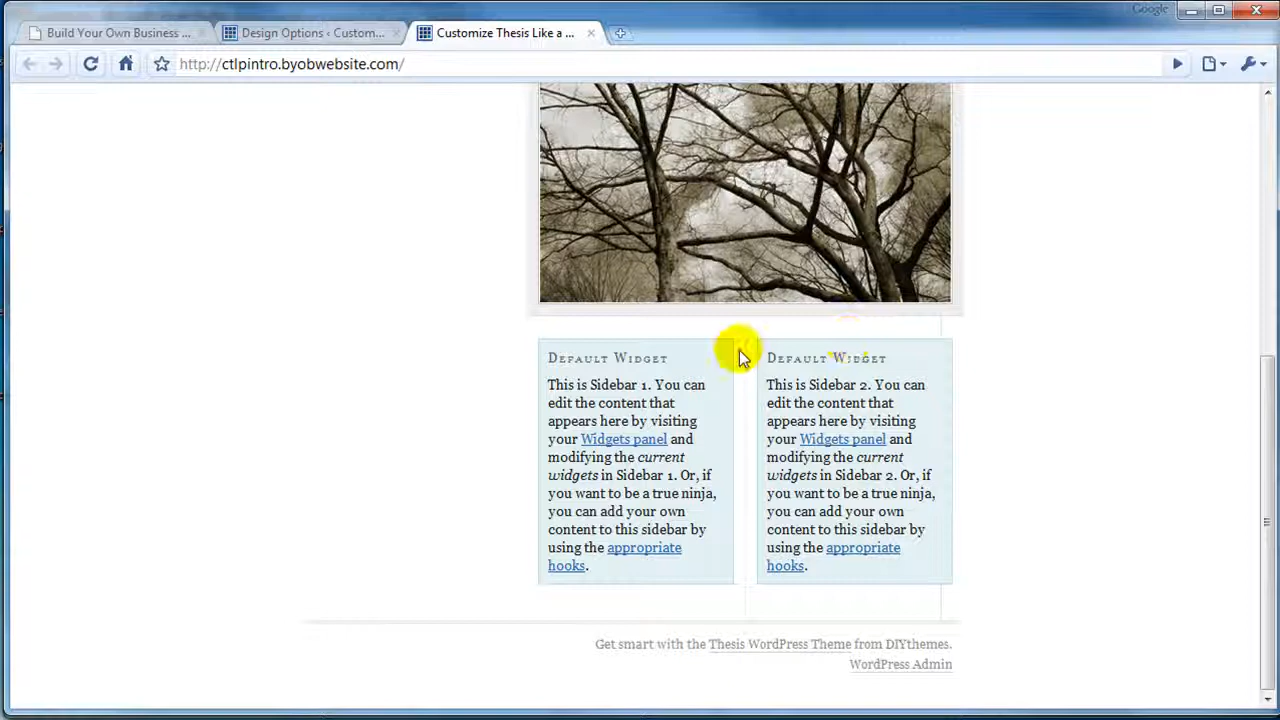 Google
Build Your Own Business ...
Design Options ‹ Custom...
Customize Thesis Like a ...
http://ctlpintro.byobwebsite.com/
Default Widget
This is Sidebar 1. You can
edit the content that
appears here by visiting
your Widgets panel and
modifying the current
widgets in Sidebar 1. Or, if
you want to be a true ninja,
you can add your own
content to this sidebar by
using the appropriate
hooks.
Default Widget
This is Sidebar 2. You can
edit the content that
appears here by visiting
your Widgets panel and
modifying the current
widgets in Sidebar 2. Or, if
you want to be a true ninja,
you can add your own
content to this sidebar by
using the appropriate
hooks.
Get smart with the Thesis WordPress Theme from DIYthemes.
WordPress Admin